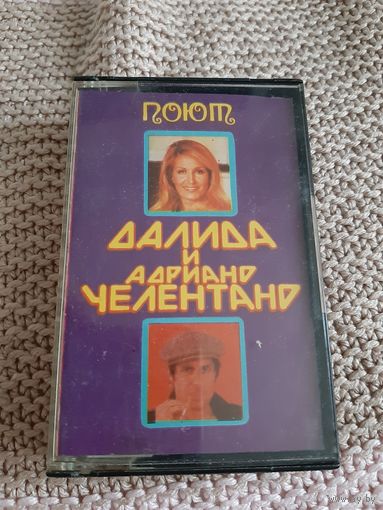 ПОЮТ
ДАЛИДА
И
АДРИАНО
ЧЕЛЕНТАНО